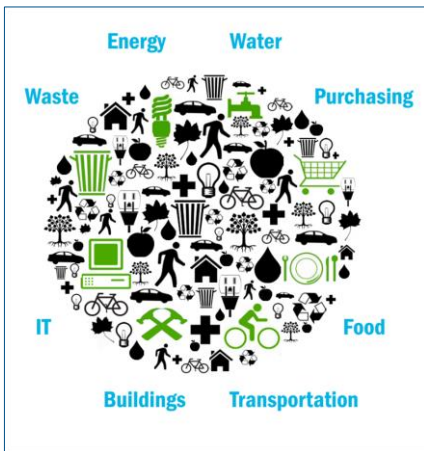 Energy
Water
Waste
Purchasing
IT
Food
Buildings
Transportation